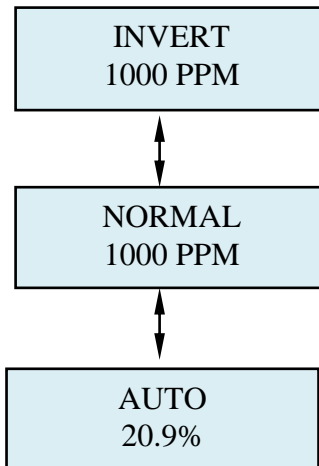 INVERT
1000 PPM
NORMAL
1000 PPM
AUTO
20.9%